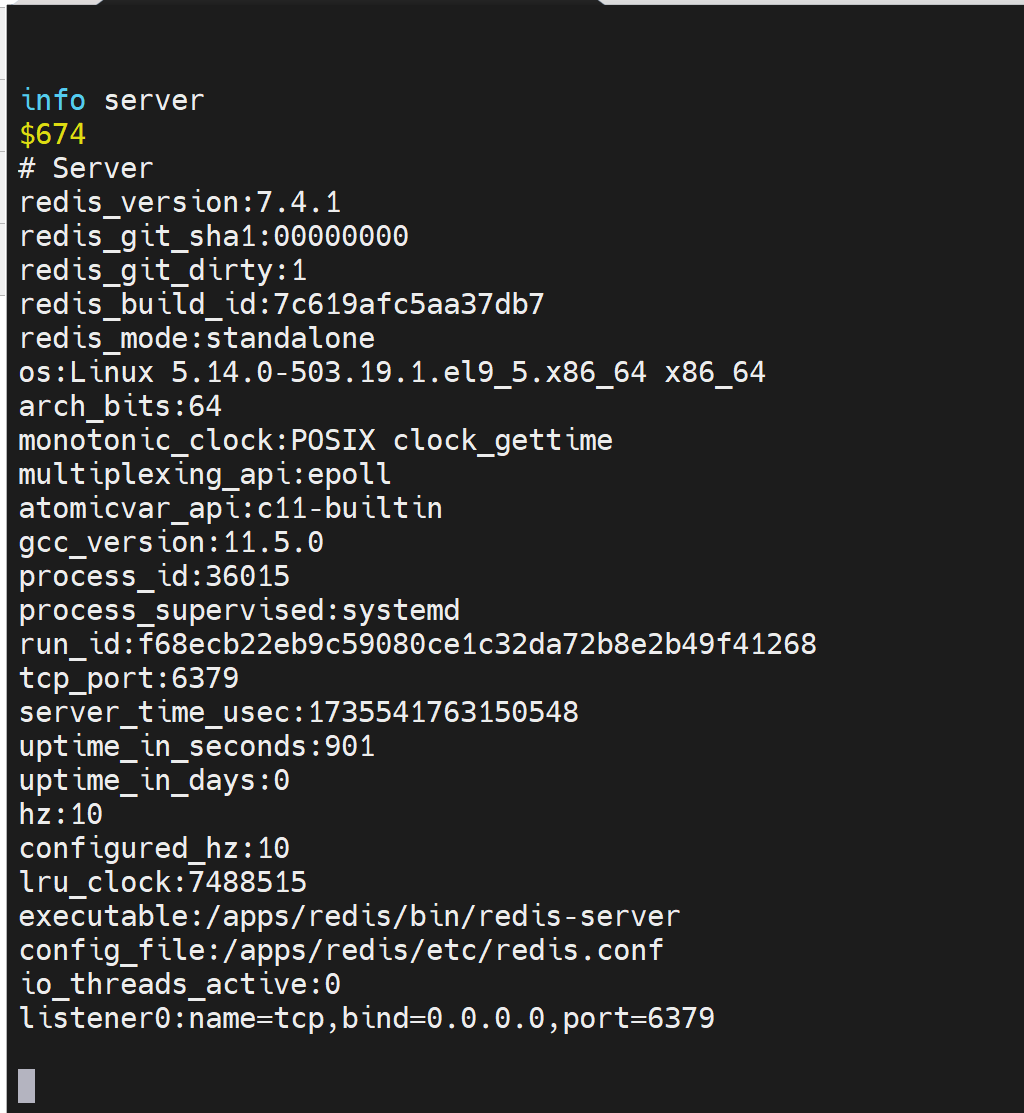 info server
$674
# Server
redis_version:7.4.1
redis_git_sha1:00000000
redis_git_dirty:1
redis_build_id:7c619afc5aa37db7
redis_mode:standalone
os:Linux 5.14.0-503.19.1.el9_5.x86_64 x86_64
arch_bits:64
monotonic_clock:POSIX clock_gettime
multiplexing_api:epoll
atomicvar_api:c11-builtin
gcc_version:11.5.0
process_id:36015
process_supervised:systemd
run_id:f68ecb22eb9c59080ce1c32da72b8e2b49f41268
tcp_port:6379
server_time_usec:1735541763150548
uptime_in_seconds:901
uptime_in_days:0
hz:10
configured_hz:10
lru_clock:7488515
executable:/apps/redis/bin/redis-server
config_file:/apps/redis/etc/redis.conf
io_threads_active:0
listener0:name=tcp,bind=0.0.0.0,port=6379